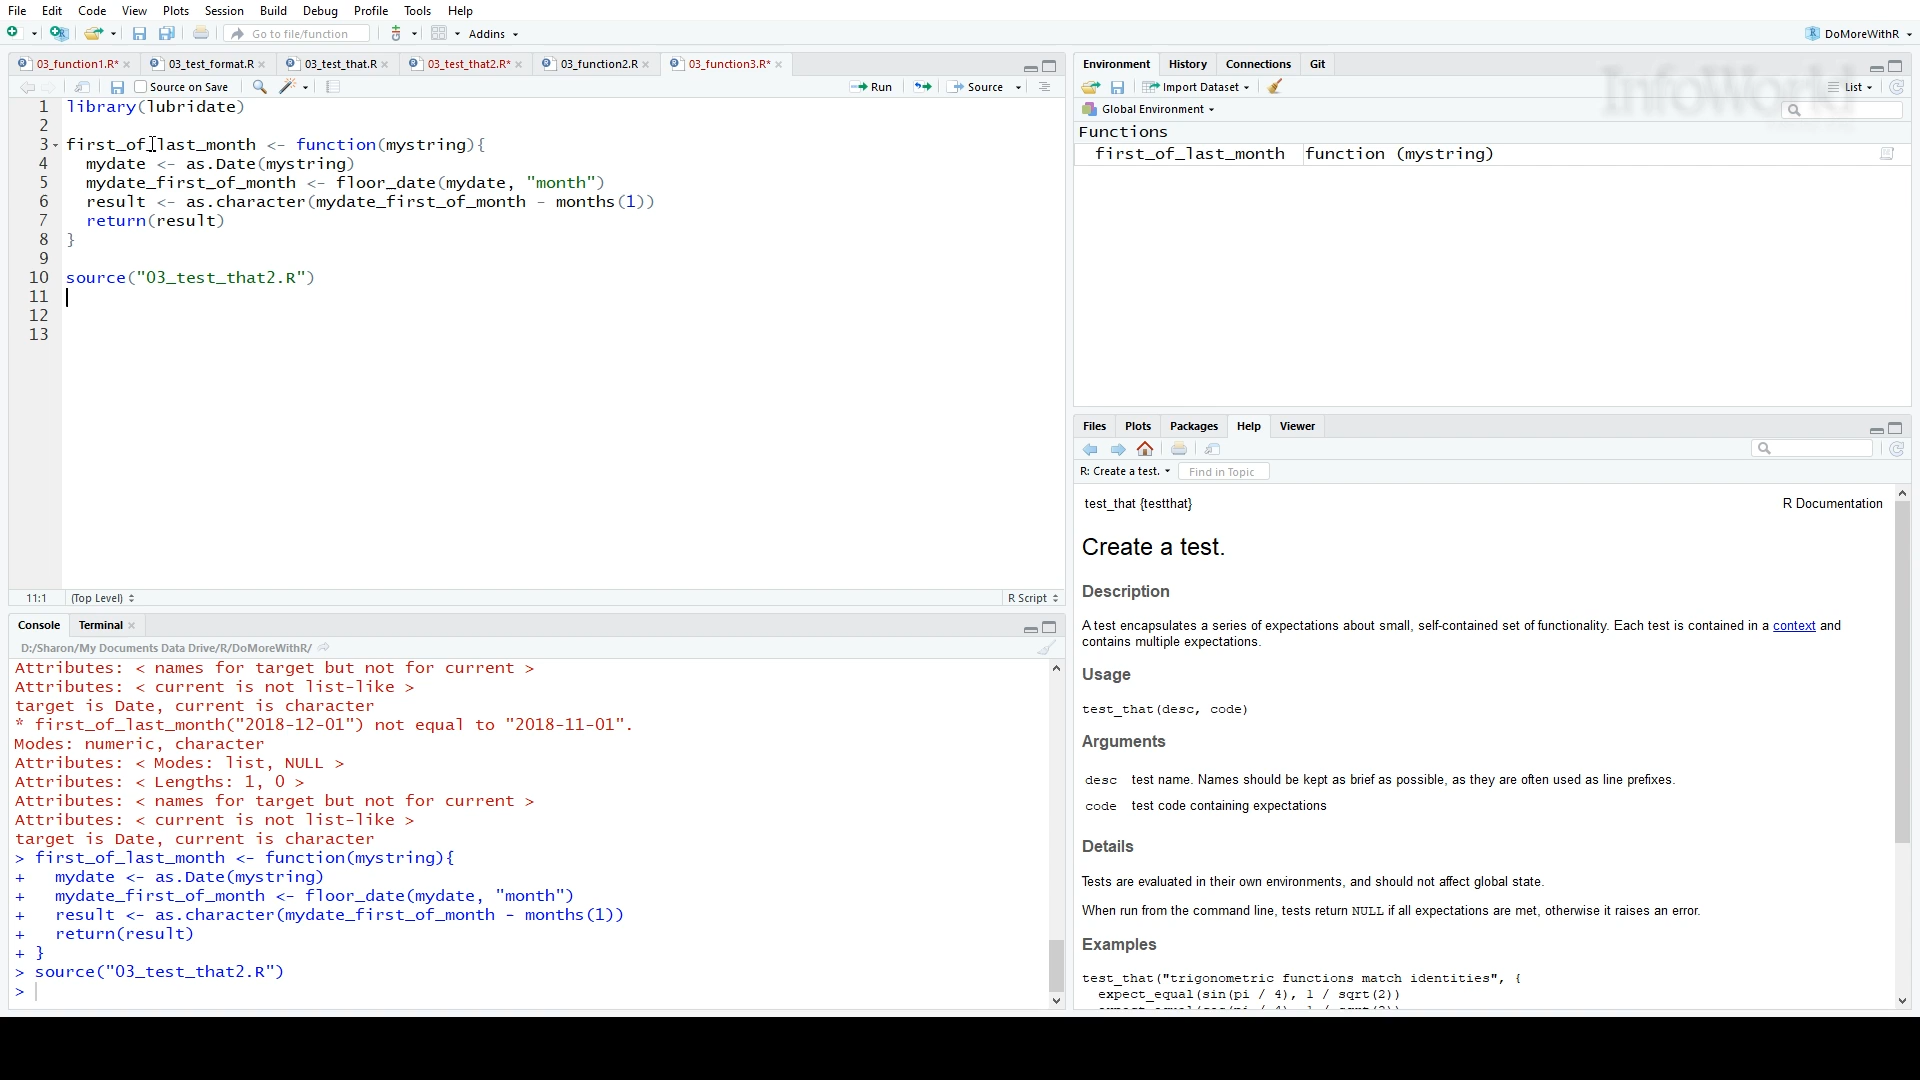 File Edit Code View Plots Session Build Debug Profile Tools Help
Go to file/function Addins DoMoreWithR
03_function1.R* 03_test_format.R 03_test_that.R 03_test_that2.R* 03_function2.R 03_function3.R*
Source on Save Run Source
1 library(lubridate)
2
3 first_of_last_month <- function(mystring){
4 mydate <- as.Date(mystring)
5 mydate_first_of_month <- floor_date(mydate, "month")
6 result <- as.character(mydate_first_of_month - months(1))
7 return(result)
8 }
9
10 source("03_test_that2.R")
11
12
13
11:1 (Top Level) R Script
Console Terminal
D:/Sharon/My Documents Data Drive/R/DoMoreWithR/
Attributes: < names for target but not for current >
Attributes: < current is not list-like >
target is Date, current is character
* first_of_last_month("2018-12-01") not equal to "2018-11-01".
Modes: numeric, character
Attributes: < Modes: list, NULL >
Attributes: < Lengths: 1, 0 >
Attributes: < names for target but not for current >
Attributes: < current is not list-like >
target is Date, current is character
> first_of_last_month <- function(mystring){
+ mydate <- as.Date(mystring)
+ mydate_first_of_month <- floor_date(mydate, "month")
+ result <- as.character(mydate_first_of_month - months(1))
+ return(result)
+ }
> source("03_test_that2.R")
>
Environment History Connections Git
Import Dataset List
InfoWorld
Global Environment
Functions
first_of_last_month function (mystring)
Files Plots Packages Help Viewer
R: Create a test. Find in Topic
test_that {testthat} R Documentation
Create a test.
Description
A test encapsulates a series of expectations about small, self-contained set of functionality. Each test is contained in a context and
contains multiple expectations.
Usage
test_that(desc, code)
Arguments
desc test name. Names should be kept as brief as possible, as they are often used as line prefixes.
code test code containing expectations
Details
Tests are evaluated in their own environments, and should not affect global state.
When run from the command line, tests return NULL if all expectations are met, otherwise it raises an error.
Examples
test_that("trigonometric functions match identities", {
expect_equal(sin(pi / 4), 1 / sqrt(2))